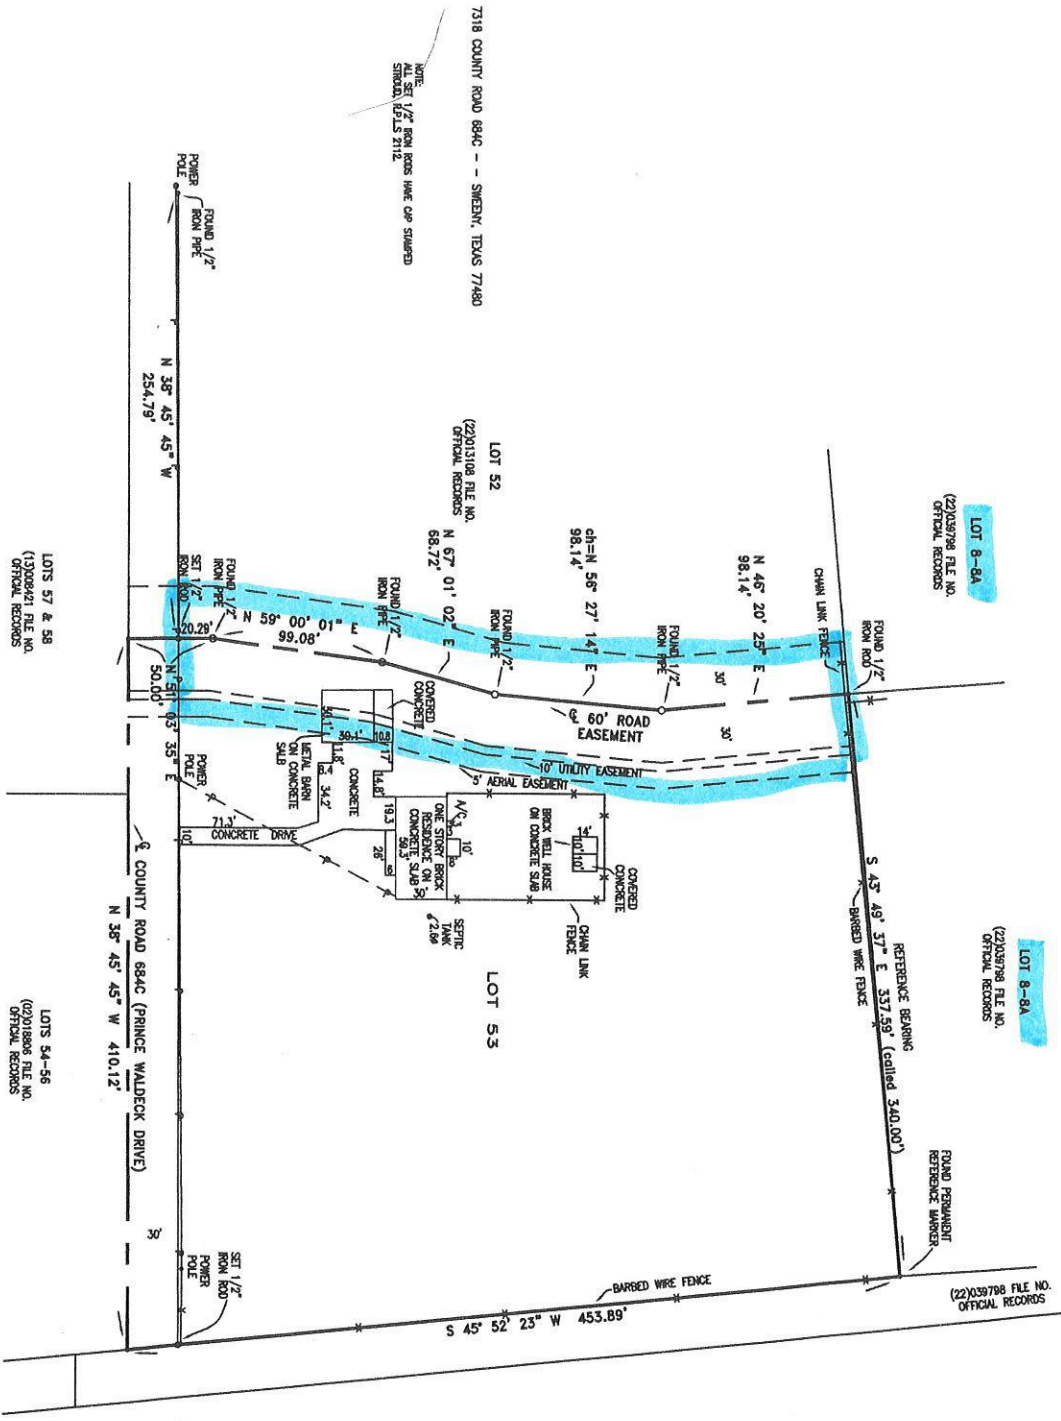 7318 COUNTY ROAD 684C - - SWEENY, TEXAS 77480
NOTE:
ALL SET 1/2" IRON RODS HAVE CAP STAMPED
STROUD, R.P.L.S 2112
POWER
POLE
FOUND 1/2"
IRON PIPE
N 38° 45' 45" W
254.79'
LOT 52
(22)013108 FILE NO.
OFFICIAL RECORDS
LOT 8-8A
(22)039798 FILE NO.
OFFICIAL RECORDS
N 46° 20' 25" E
98.14'
ch=N 56° 27' 14" E
98.14'
N 67° 01' 02" E
68.72'
CHAIN LINK
FENCE
FOUND 1/2"
IRON ROD
FOUND 1/2"
IRON PIPE
FOUND 1/2"
IRON PIPE
FOUND 1/2"
IRON PIPE
FOUND 1/2"
IRON PIPE
SET 1/2"
IRON ROD
N 59° 00' 01" E
99.08'
20.29'
N 51° 03' 35" E
50.00'
30'
30'
℄ 60' ROAD
EASEMENT
10' UTILITY EASEMENT
5' AERIAL EASEMENT
COVERED
CONCRETE
50.1'
39.1'
10.8
17'
11.8'
8.4
34.2'
14.8'
19.3
METAL BARN
ON CONCRETE
SALB
CONCRETE
POWER
POLE
71.3'
CONCRETE DRIVE
10'
A/C
10'
ONE STORY BRICK
RESIDENCE ON
CONCRETE SLAB
59.3'
30'
26'
8
8
BRICK WELL HOUSE
ON CONCRETE SLAB
14'
10'
10'
COVERED
CONCRETE
CHAIN LINK
FENCE
SEPTIC
TANK
LOT 53
REFERENCE BEARING
S 43° 49' 37" E 337.59' (called 340.00')
BARBED WIRE FENCE
LOT 8-8A
(22)039798 FILE NO.
OFFICIAL RECORDS
FOUND PERMANENT
REFERENCE MARKER
(22)039798 FILE NO.
OFFICIAL RECORDS
BARBED WIRE FENCE
S 45° 52' 23" W 453.89'
SET 1/2"
IRON ROD
POWER
POLE
30'
℄ COUNTY ROAD 684C (PRINCE WALDECK DRIVE)
N 38° 45' 45" W 410.12'
LOTS 57 & 58
(13)008421 FILE NO.
OFFICIAL RECORDS
LOTS 54-56
(02)018806 FILE NO.
OFFICIAL RECORDS